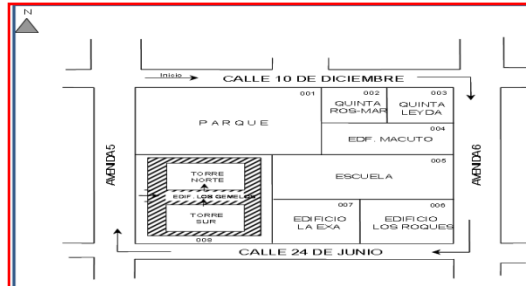 N
Inicio
CALLE 10 DE DICIEMBRE
001
002
003
PARQUE
QUINTA
ROS-MAR
QUINTA
LEYDA
004
EDF. MACUTO
005
ESCUELA
AVENIDA 5
AVENIDA 6
TORRE
NORTE
EDIF. LOS GEMELOS
TORRE
SUR
007
006
EDIFICIO
LA EXA
EDIFICIO
LOS ROQUES
008
CALLE 24 DE JUNIO